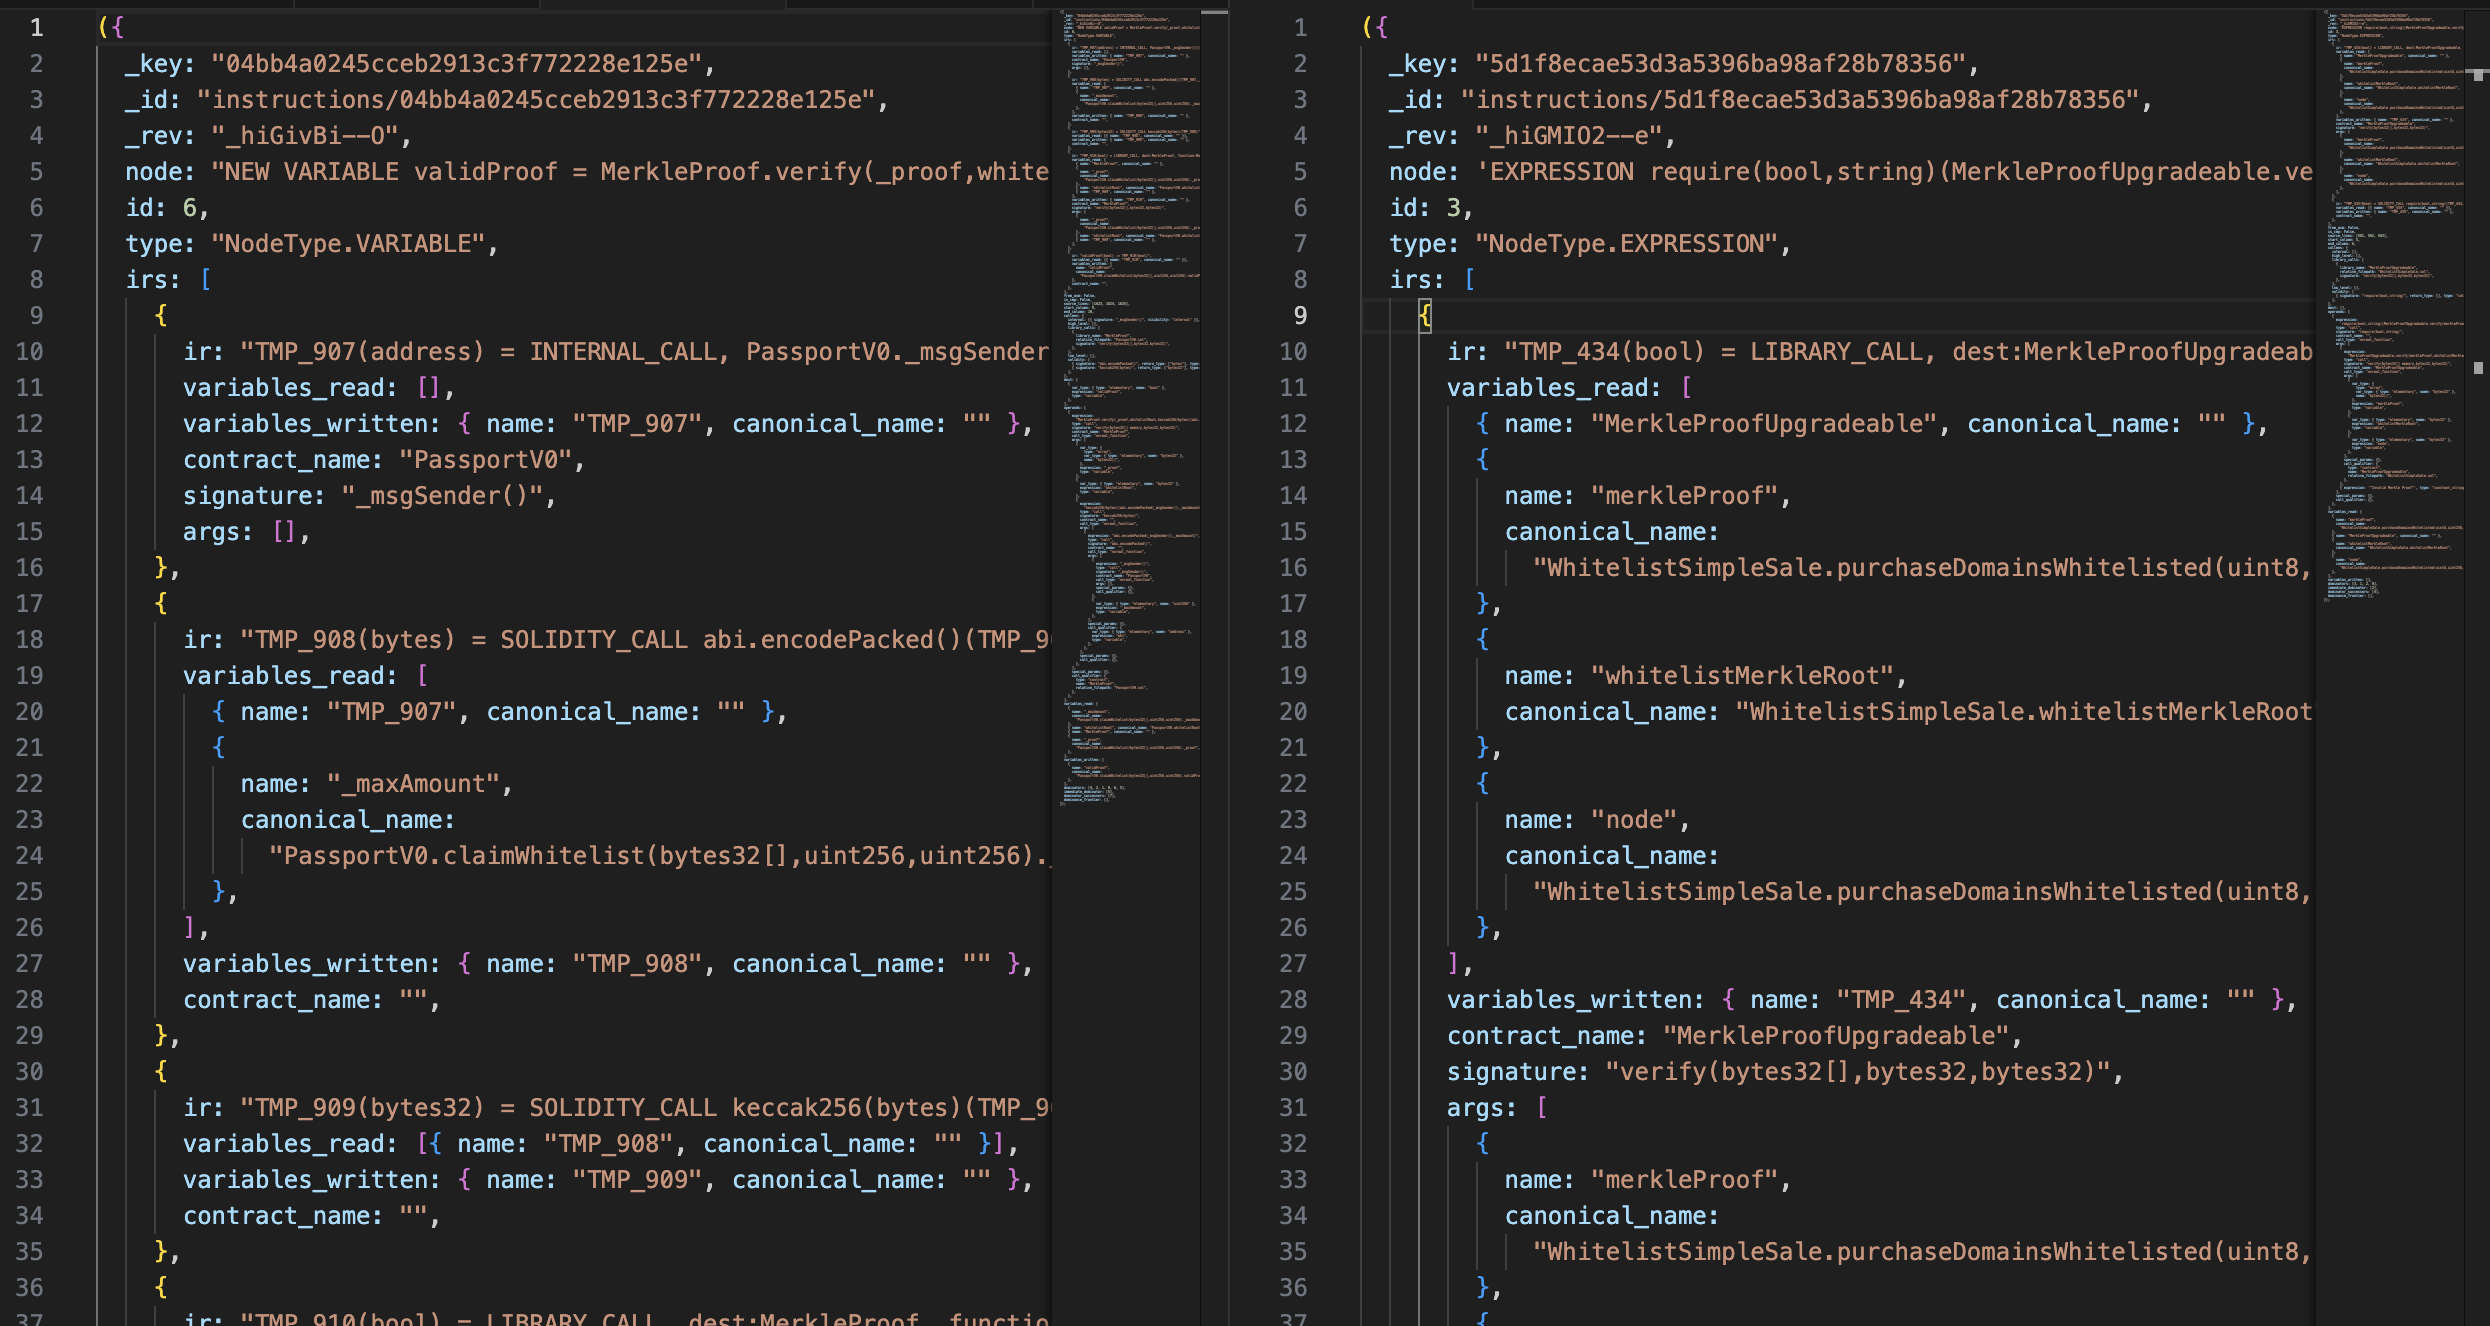 1 ({
2 _key: "04bb4a0245cceb2913c3f772228e125e",
3 _id: "instructions/04bb4a0245cceb2913c3f772228e125e",
4 _rev: "_hiGivBi--O",
5 node: "NEW VARIABLE validProof = MerkleProof.verify(_proof,white
6 id: 6,
7 type: "NodeType.VARIABLE",
8 irs: [
9 {
10 ir: "TMP_907(address) = INTERNAL_CALL, PassportV0._msgSender
11 variables_read: [],
12 variables_written: { name: "TMP_907", canonical_name: "" },
13 contract_name: "PassportV0",
14 signature: "_msgSender()",
15 args: [],
16 },
17 {
18 ir: "TMP_908(bytes) = SOLIDITY_CALL abi.encodePacked()(TMP_9
19 variables_read: [
20 { name: "TMP_907", canonical_name: "" },
21 {
22 name: "_maxAmount",
23 canonical_name:
24 "PassportV0.claimWhitelist(bytes32[],uint256,uint256)._
25 },
26 ],
27 variables_written: { name: "TMP_908", canonical_name: "" },
28 contract_name: "",
29 },
30 {
31 ir: "TMP_909(bytes32) = SOLIDITY_CALL keccak256(bytes)(TMP_9
32 variables_read: [{ name: "TMP_908", canonical_name: "" }],
33 variables_written: { name: "TMP_909", canonical_name: "" },
34 contract_name: "",
35 },
36 {
37 ir: "TMP_910(bool) = LIBRARY_CALL, dest:MerkleProof, functio
1 ({
2 _key: "5d1f8ecae53d3a5396ba98af28b78356",
3 _id: "instructions/5d1f8ecae53d3a5396ba98af28b78356",
4 _rev: "_hiGMIO2--e",
5 node: 'EXPRESSION require(bool,string)(MerkleProofUpgradeable.ve
6 id: 3,
7 type: "NodeType.EXPRESSION",
8 irs: [
9 {
10 ir: "TMP_434(bool) = LIBRARY_CALL, dest:MerkleProofUpgradeab
11 variables_read: [
12 { name: "MerkleProofUpgradeable", canonical_name: "" },
13 {
14 name: "merkleProof",
15 canonical_name:
16 "WhitelistSimpleSale.purchaseDomainsWhitelisted(uint8,
17 },
18 {
19 name: "whitelistMerkleRoot",
20 canonical_name: "WhitelistSimpleSale.whitelistMerkleRoot
21 },
22 {
23 name: "node",
24 canonical_name:
25 "WhitelistSimpleSale.purchaseDomainsWhitelisted(uint8,
26 },
27 ],
28 variables_written: { name: "TMP_434", canonical_name: "" },
29 contract_name: "MerkleProofUpgradeable",
30 signature: "verify(bytes32[],bytes32,bytes32)",
31 args: [
32 {
33 name: "merkleProof",
34 canonical_name:
35 "WhitelistSimpleSale.purchaseDomainsWhitelisted(uint8,
36 },
37 {